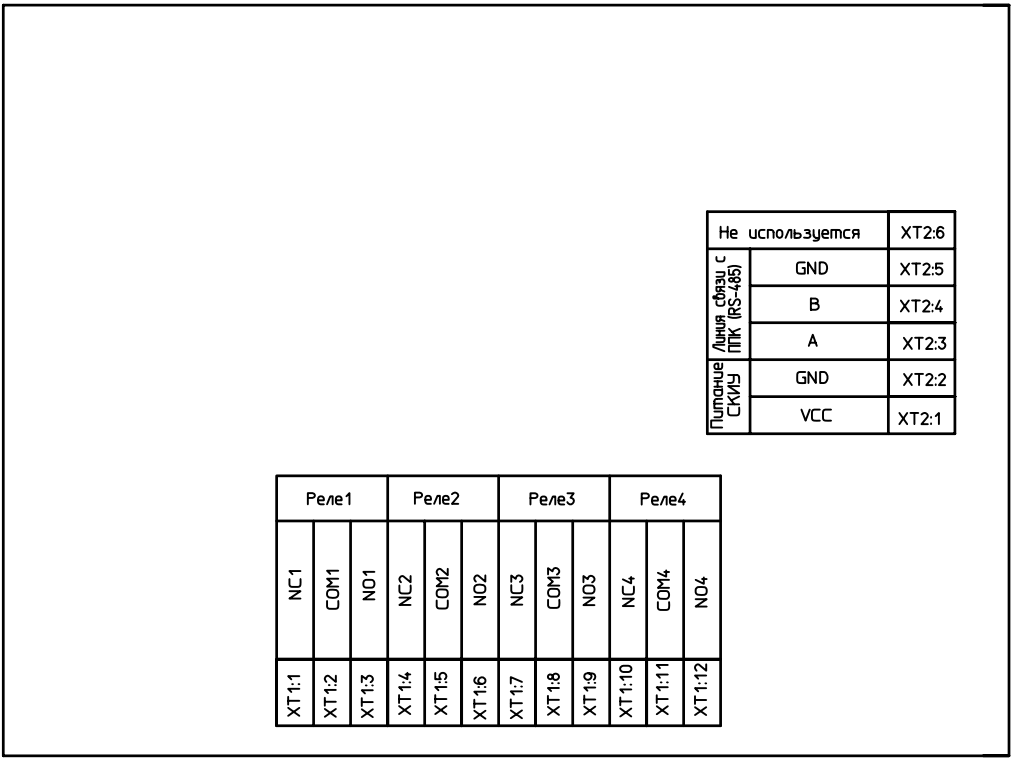 Не используется XT2:6
Линия связи с
ППК (RS-485)
GND XT2:5
B XT2:4
A XT2:3
Питание
СКИУ
GND XT2:2
VCC XT2:1
Реле1 Реле2 Реле3 Реле4
NC1 COM1 NO1 NC2 COM2 NO2 NC3 COM3 NO3 NC4 COM4 NO4
XT1:1 XT1:2 XT1:3 XT1:4 XT1:5 XT1:6 XT1:7 XT1:8 XT1:9 XT1:10 XT1:11 XT1:12